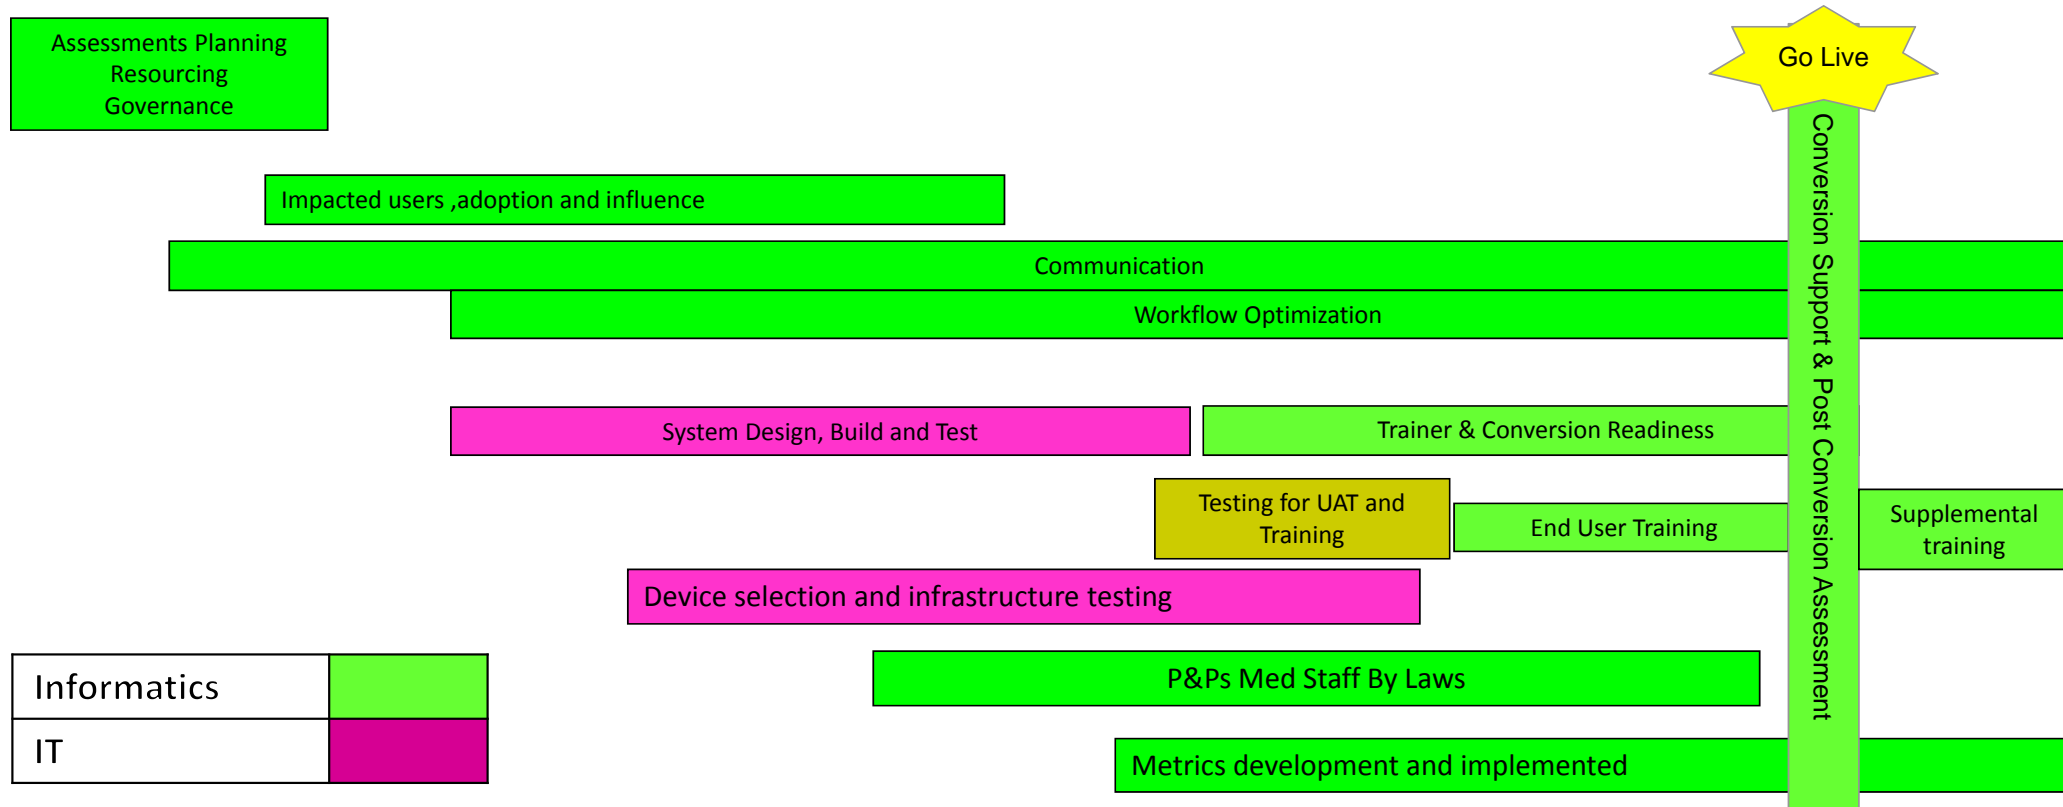 Assessments Planning
Resourcing
Governance
Go Live
Impacted users ,adoption and influence
Communication
Workflow Optimization
System Design, Build and Test
Trainer & Conversion Readiness
Testing for UAT and
Training
End User Training
Supplemental
training
Device selection and infrastructure testing
P&Ps Med Staff By Laws
Metrics development and implemented
Conversion Support & Post Conversion Assessment
Informatics
IT